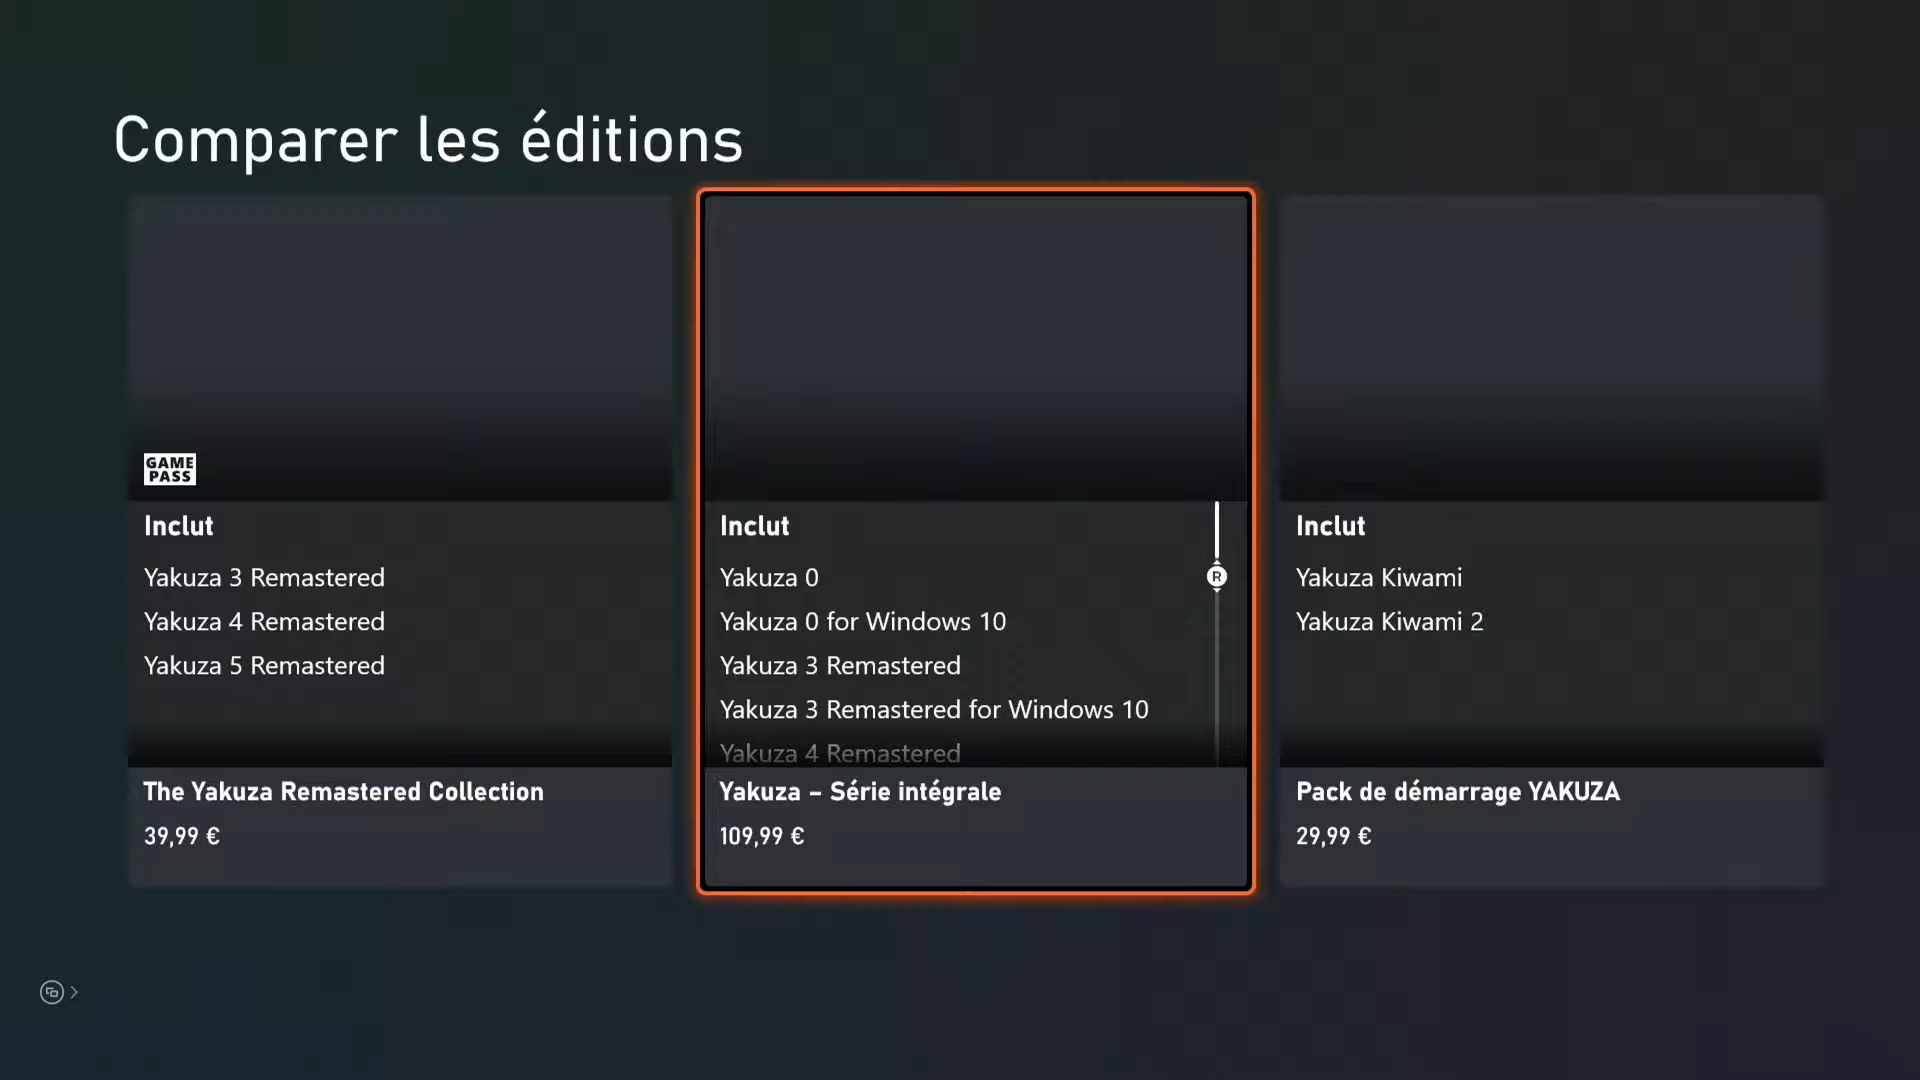 Comparer les éditions
GAME
PASS
Inclut
Yakuza 3 Remastered
Yakuza 4 Remastered
Yakuza 5 Remastered
The Yakuza Remastered Collection
39,99 €
Inclut
R
Yakuza 0
Yakuza 0 for Windows 10
Yakuza 3 Remastered
Yakuza 3 Remastered for Windows 10
Yakuza 4 Remastered
Yakuza – Série intégrale
109,99 €
Inclut
Yakuza Kiwami
Yakuza Kiwami 2
Pack de démarrage YAKUZA
29,99 €